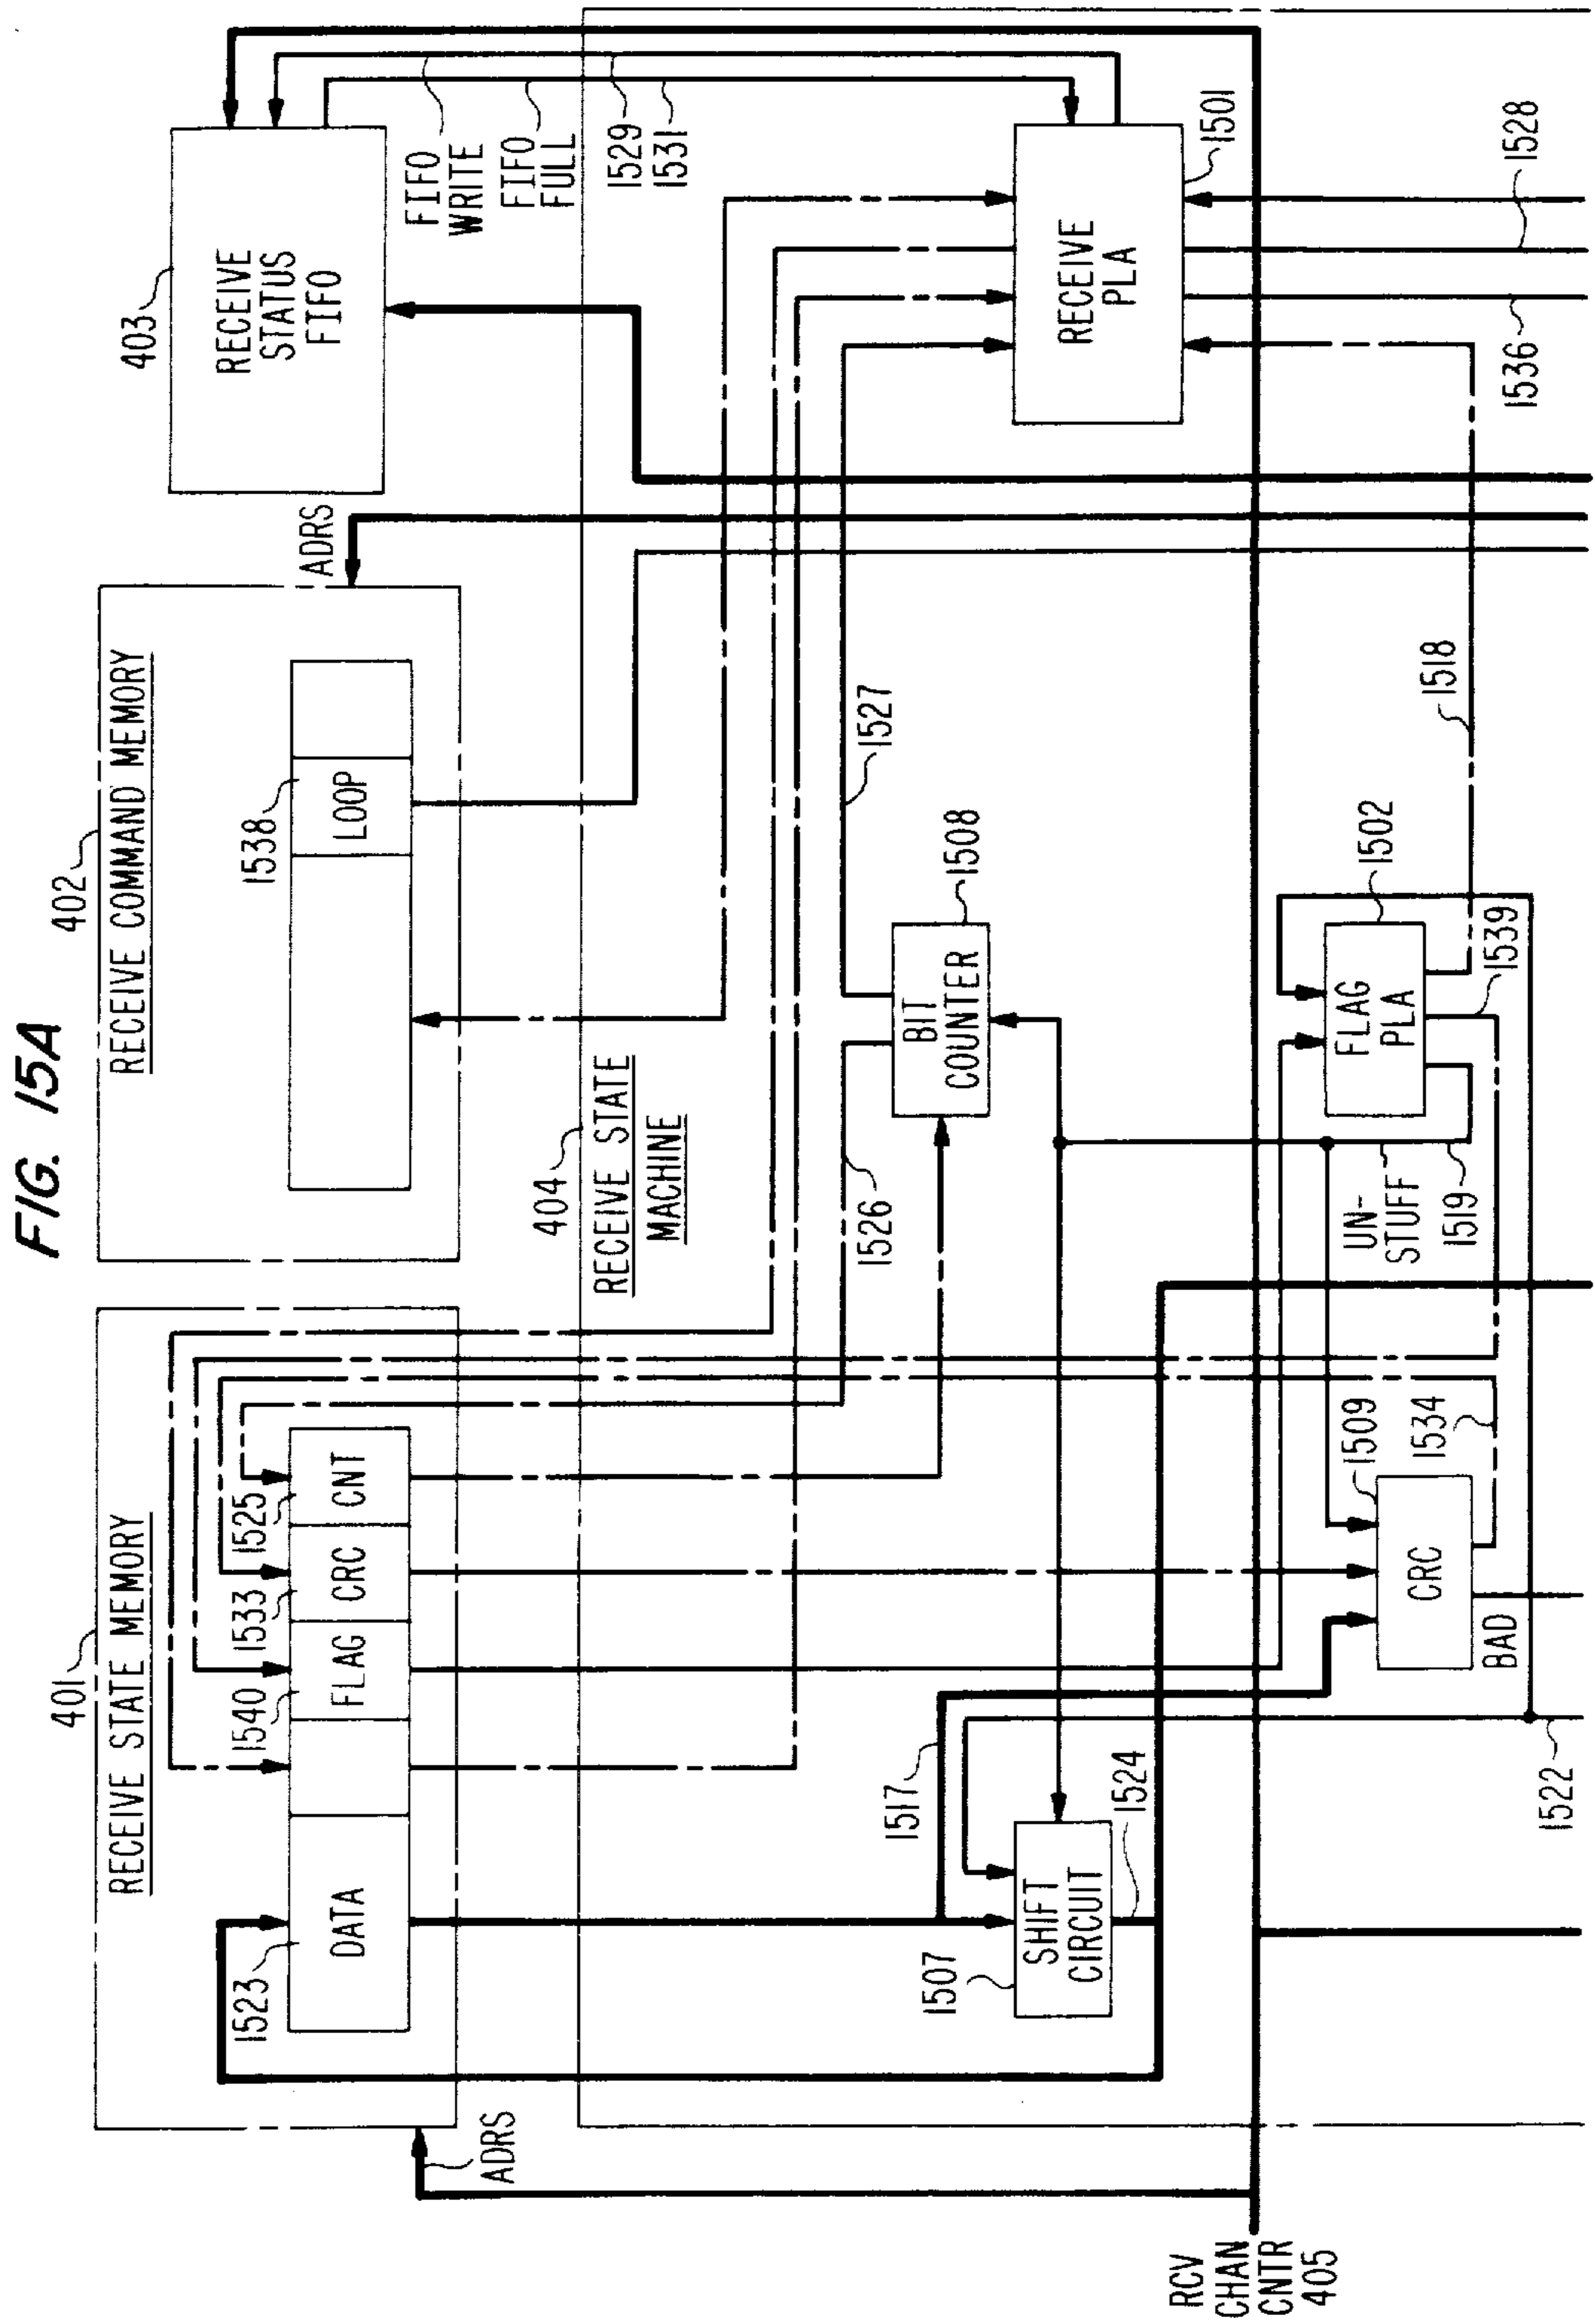 FIG. 15A
401
RECEIVE STATE MEMORY
1523
DATA
1540
FLAG
1533
CRC
1525
CNT
ADRS
402
RECEIVE COMMAND MEMORY
1538
LOOP
ADRS
403
RECEIVE
STATUS
FIFO
FIFO
WRITE
FIFO
FULL
1529
1531
404
RECEIVE STATE
MACHINE
1526
BIT
COUNTER
1508
1527
RECEIVE
PLA
1501
1528
1536
1518
1517
1507
SHIFT
CIRCUIT
1524
1522
CRC
1509
1534
BAD
UN-
STUFF
1519
FLAG
PLA
1502
1539
RCV
CHAN
CNTR
405